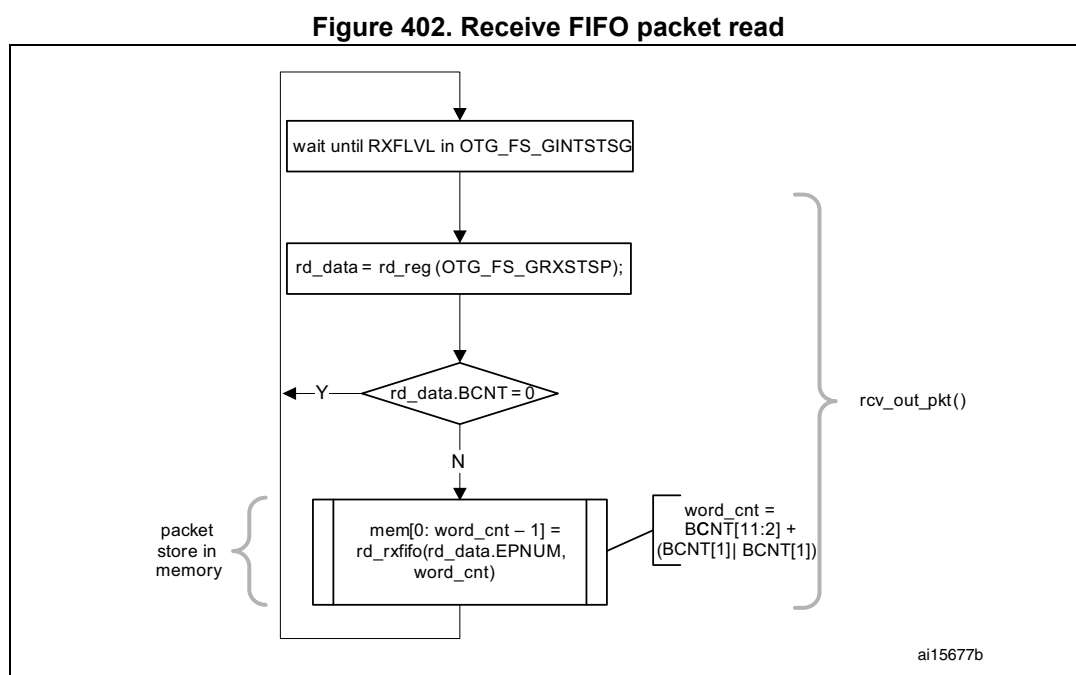 Figure 402. Receive FIFO packet read
wait until RXFLVL in OTG_FS_GINTSTSG
rd_data = rd_reg (OTG_FS_GRXSTSP);
rd_data.BCNT = 0
Y
N
rcv_out_pkt()
packet
store in
memory
mem[0: word_cnt – 1] =
rd_rxfifo(rd_data.EPNUM,
word_cnt)
word_cnt =
BCNT[11:2] +
(BCNT[1]| BCNT[1])
ai15677b